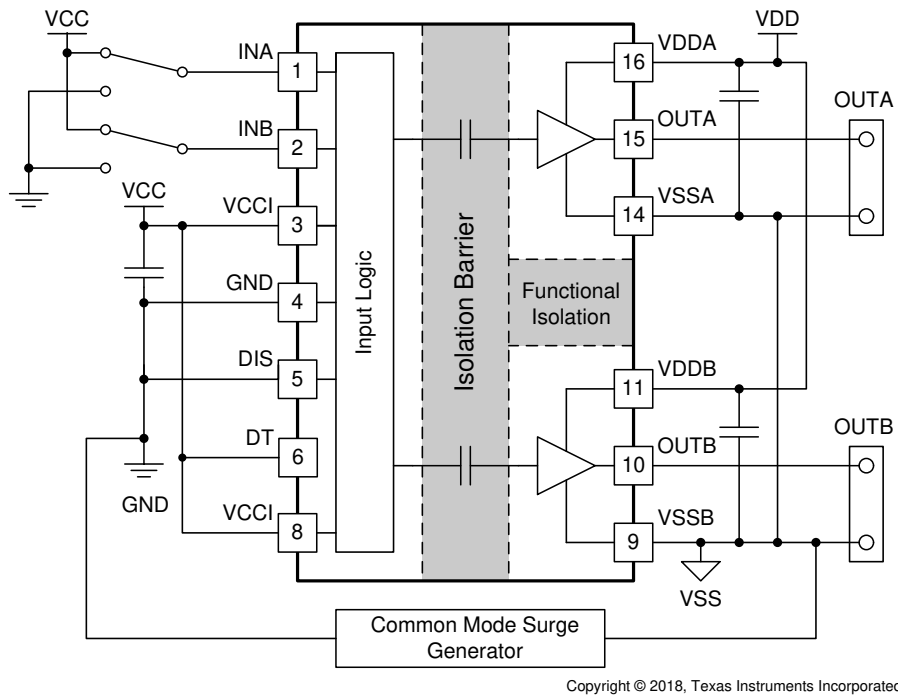 VCC
INA
1
INB
2
VCC
VCCI
3
GND
4
DIS
5
DT
6
GND
VCCI
8
Input Logic
Isolation Barrier
Functional
Isolation
VDDA
16
VDD
OUTA
15
OUTA
VSSA
14
VDDB
11
OUTB
10
OUTB
VSSB
9
VSS
Common Mode Surge
Generator
Copyright © 2018, Texas Instruments Incorporated